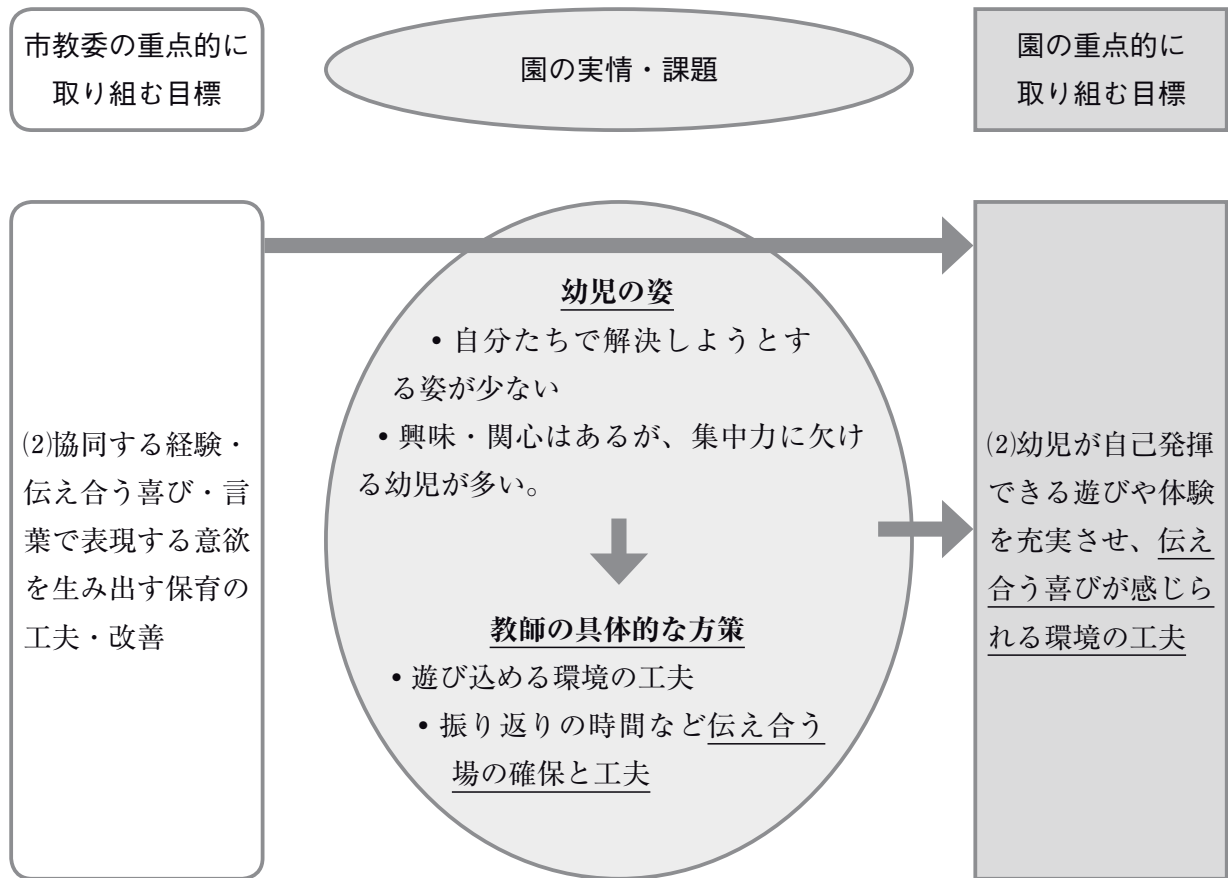 市教委の重点的に
取り組む目標
園の実情・課題
園の重点的に
取り組む目標
⑵協同する経験・
伝え合う喜び・言
葉で表現する意欲
を生み出す保育の
工夫・改善
幼児の姿
• 自分たちで解決しようとす
る姿が少ない
• 興味・関心はあるが、集中力に欠け
る幼児が多い。
教師の具体的な方策
• 遊び込める環境の工夫
• 振り返りの時間など伝え合う
場の確保と工夫
⑵幼児が自己発揮
できる遊びや体験
を充実させ、伝え
合う喜びが感じら
れる環境の工夫